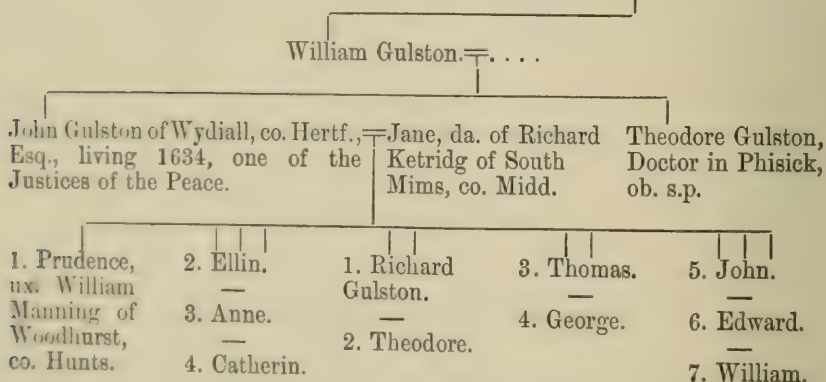 William Gulston.=. . . .
John Gulston of Wydiall, co. Hertf.,=Jane, da. of Richard Theodore Gulston,
Esq., living 1634, one of the Ketridg of South Doctor in Phisick,
Justices of the Peace. Mims, co. Midd. ob. s.p.
1. Prudence, 2. Ellin. 1. Richard 3. Thomas. 5. John.
ux. William — Gulston. — —
Manning of 3. Anne. — 4. George. 6. Edward.
Woodhurst, — 2. Theodore. —
co. Hunts. 4. Catherin. 7. William.